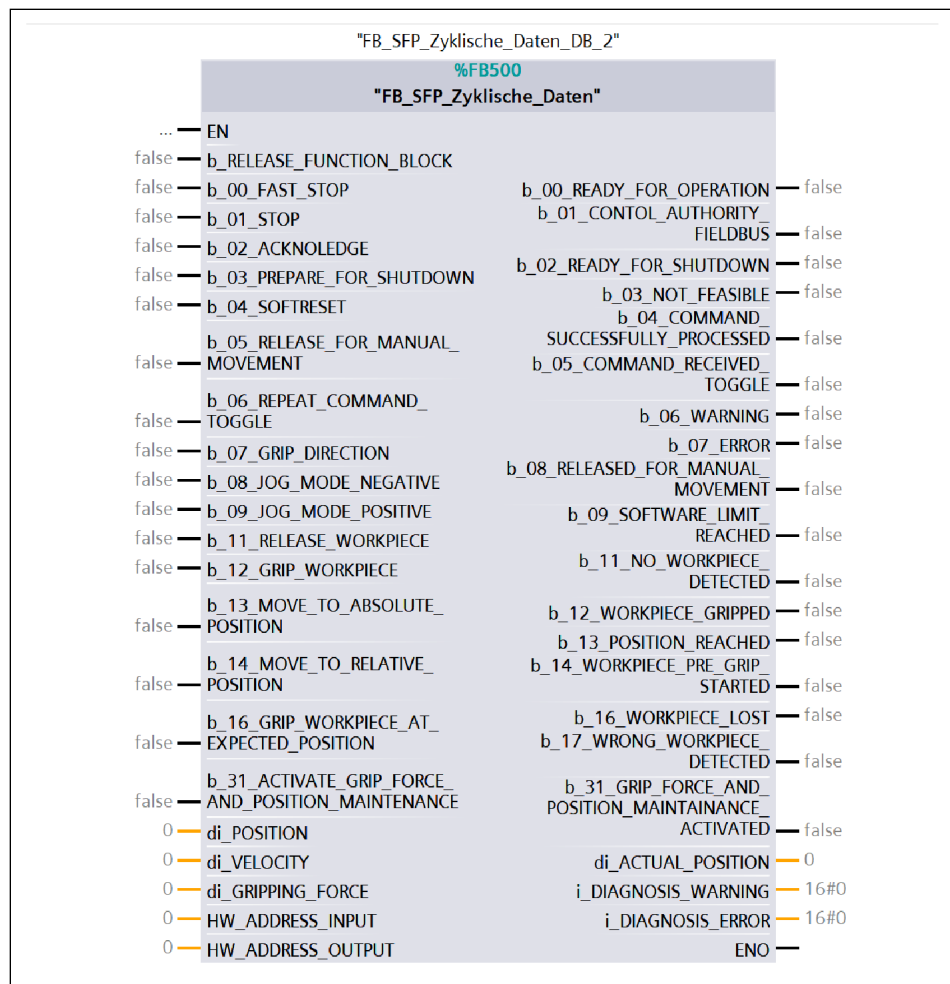 "FB_SFP_Zyklische_Daten_DB_2"
%FB500
"FB_SFP_Zyklische_Daten"
... EN
false b_RELEASE_FUNCTION_BLOCK
false b_00_FAST_STOP b_00_READY_FOR_OPERATION false
false b_01_STOP b_01_CONTOL_AUTHORITY_
FIELDBUS false
false b_02_ACKNOLEDGE
b_02_READY_FOR_SHUTDOWN false
false b_03_PREPARE_FOR_SHUTDOWN
b_03_NOT_FEASIBLE false
false b_04_SOFTRESET
b_04_COMMAND_
SUCCESSFULLY_PROCESSED false
b_05_RELEASE_FOR_MANUAL_
false MOVEMENT
b_05_COMMAND_RECEIVED_
TOGGLE false
b_06_REPEAT_COMMAND_
false TOGGLE
b_06_WARNING false
false b_07_GRIP_DIRECTION
b_07_ERROR false
false b_08_JOG_MODE_NEGATIVE
b_08_RELEASED_FOR_MANUAL_
MOVEMENT false
false b_09_JOG_MODE_POSITIVE
b_09_SOFTWARE_LIMIT_
REACHED false
false b_11_RELEASE_WORKPIECE
b_11_NO_WORKPIECE_
DETECTED false
false b_12_GRIP_WORKPIECE
b_12_WORKPIECE_GRIPPED false
b_13_MOVE_TO_ABSOLUTE_
false POSITION
b_13_POSITION_REACHED false
b_14_MOVE_TO_RELATIVE_
false POSITION
b_14_WORKPIECE_PRE_GRIP_
STARTED false
b_16_GRIP_WORKPIECE_AT_
false EXPECTED_POSITION
b_16_WORKPIECE_LOST false
b_17_WRONG_WORKPIECE_
DETECTED false
b_31_ACTIVATE_GRIP_FORCE_
false AND_POSITION_MAINTENANCE
b_31_GRIP_FORCE_AND_
POSITION_MAINTAINANCE_
ACTIVATED false
0 di_POSITION
0 di_VELOCITY di_ACTUAL_POSITION 0
0 di_GRIPPING_FORCE i_DIAGNOSIS_WARNING 16#0
0 HW_ADDRESS_INPUT i_DIAGNOSIS_ERROR 16#0
0 HW_ADDRESS_OUTPUT ENO